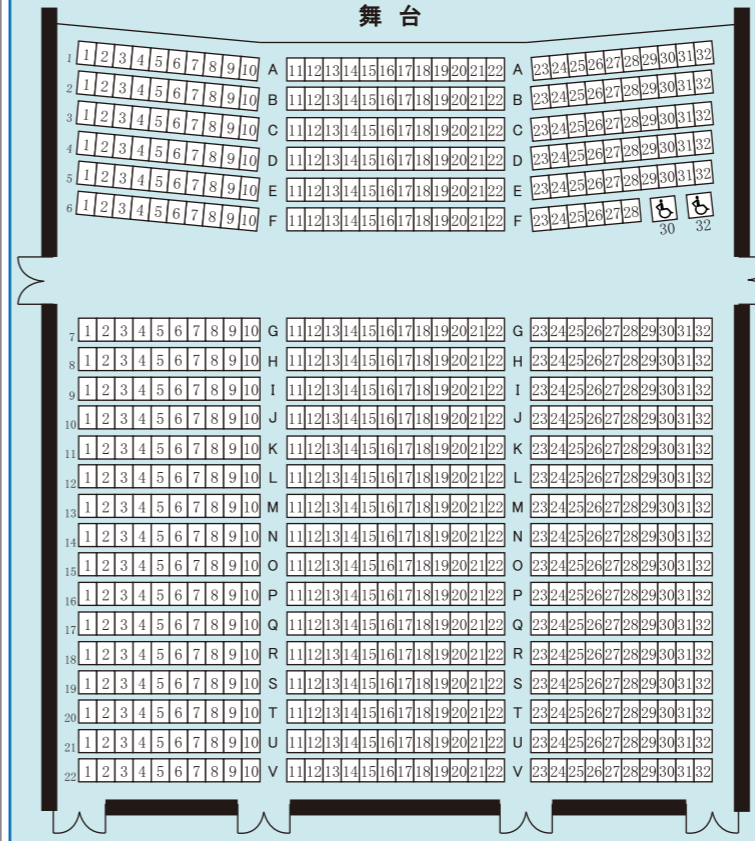 舞台
1 1 2 3 4 5 6 7 8 9 10 A 11 12 13 14 15 16 17 18 19 20 21 22 A 23 24 25 26 27 28 29 30 31 32
2 1 2 3 4 5 6 7 8 9 10 B 11 12 13 14 15 16 17 18 19 20 21 22 B 23 24 25 26 27 28 29 30 31 32
3 1 2 3 4 5 6 7 8 9 10 C 11 12 13 14 15 16 17 18 19 20 21 22 C 23 24 25 26 27 28 29 30 31 32
4 1 2 3 4 5 6 7 8 9 10 D 11 12 13 14 15 16 17 18 19 20 21 22 D 23 24 25 26 27 28 29 30 31 32
5 1 2 3 4 5 6 7 8 9 10 E 11 12 13 14 15 16 17 18 19 20 21 22 E 23 24 25 26 27 28 29 30 31 32
6 1 2 3 4 5 6 7 8 9 10 F 11 12 13 14 15 16 17 18 19 20 21 22 F 23 24 25 26 27 28 30 32
7 1 2 3 4 5 6 7 8 9 10 G 11 12 13 14 15 16 17 18 19 20 21 22 G 23 24 25 26 27 28 29 30 31 32
8 1 2 3 4 5 6 7 8 9 10 H 11 12 13 14 15 16 17 18 19 20 21 22 H 23 24 25 26 27 28 29 30 31 32
9 1 2 3 4 5 6 7 8 9 10 I 11 12 13 14 15 16 17 18 19 20 21 22 I 23 24 25 26 27 28 29 30 31 32
10 1 2 3 4 5 6 7 8 9 10 J 11 12 13 14 15 16 17 18 19 20 21 22 J 23 24 25 26 27 28 29 30 31 32
11 1 2 3 4 5 6 7 8 9 10 K 11 12 13 14 15 16 17 18 19 20 21 22 K 23 24 25 26 27 28 29 30 31 32
12 1 2 3 4 5 6 7 8 9 10 L 11 12 13 14 15 16 17 18 19 20 21 22 L 23 24 25 26 27 28 29 30 31 32
13 1 2 3 4 5 6 7 8 9 10 M 11 12 13 14 15 16 17 18 19 20 21 22 M 23 24 25 26 27 28 29 30 31 32
14 1 2 3 4 5 6 7 8 9 10 N 11 12 13 14 15 16 17 18 19 20 21 22 N 23 24 25 26 27 28 29 30 31 32
15 1 2 3 4 5 6 7 8 9 10 O 11 12 13 14 15 16 17 18 19 20 21 22 O 23 24 25 26 27 28 29 30 31 32
16 1 2 3 4 5 6 7 8 9 10 P 11 12 13 14 15 16 17 18 19 20 21 22 P 23 24 25 26 27 28 29 30 31 32
17 1 2 3 4 5 6 7 8 9 10 Q 11 12 13 14 15 16 17 18 19 20 21 22 Q 23 24 25 26 27 28 29 30 31 32
18 1 2 3 4 5 6 7 8 9 10 R 11 12 13 14 15 16 17 18 19 20 21 22 R 23 24 25 26 27 28 29 30 31 32
19 1 2 3 4 5 6 7 8 9 10 S 11 12 13 14 15 16 17 18 19 20 21 22 S 23 24 25 26 27 28 29 30 31 32
20 1 2 3 4 5 6 7 8 9 10 T 11 12 13 14 15 16 17 18 19 20 21 22 T 23 24 25 26 27 28 29 30 31 32
21 1 2 3 4 5 6 7 8 9 10 U 11 12 13 14 15 16 17 18 19 20 21 22 U 23 24 25 26 27 28 29 30 31 32
22 1 2 3 4 5 6 7 8 9 10 V 11 12 13 14 15 16 17 18 19 20 21 22 V 23 24 25 26 27 28 29 30 31 32